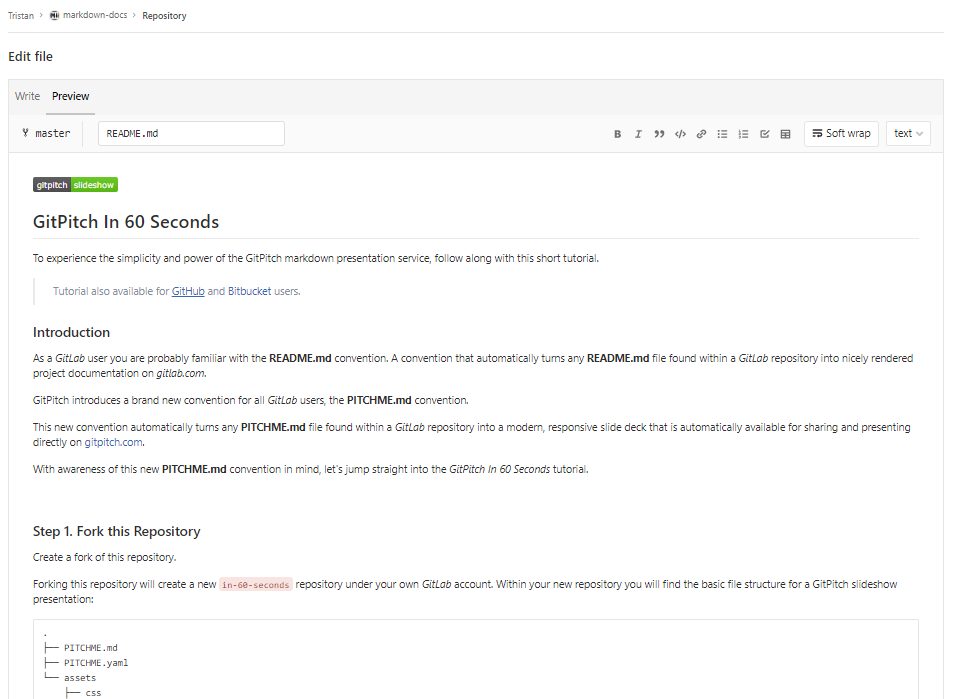 Tristan › markdown-docs › Repository
Edit file
Write Preview
master README.md B I Soft wrap text
gitpitch slideshow
GitPitch In 60 Seconds
To experience the simplicity and power of the GitPitch markdown presentation service, follow along with this short tutorial.
Tutorial also available for GitHub and Bitbucket users.
Introduction
As a GitLab user you are probably familiar with the README.md convention. A convention that automatically turns any README.md file found within a GitLab repository into nicely rendered
project documentation on gitlab.com.
GitPitch introduces a brand new convention for all GitLab users, the PITCHME.md convention.
This new convention automatically turns any PITCHME.md file found within a GitLab repository into a modern, responsive slide deck that is automatically available for sharing and presenting
directly on gitpitch.com.
With awareness of this new PITCHME.md convention in mind, let's jump straight into the GitPitch In 60 Seconds tutorial.
Step 1. Fork this Repository
Create a fork of this repository.
Forking this repository will create a new in-60-seconds repository under your own GitLab account. Within your new repository you will find the basic file structure for a GitPitch slideshow
presentation:
.
├── PITCHME.md
├── PITCHME.yaml
└── assets
    ├── css